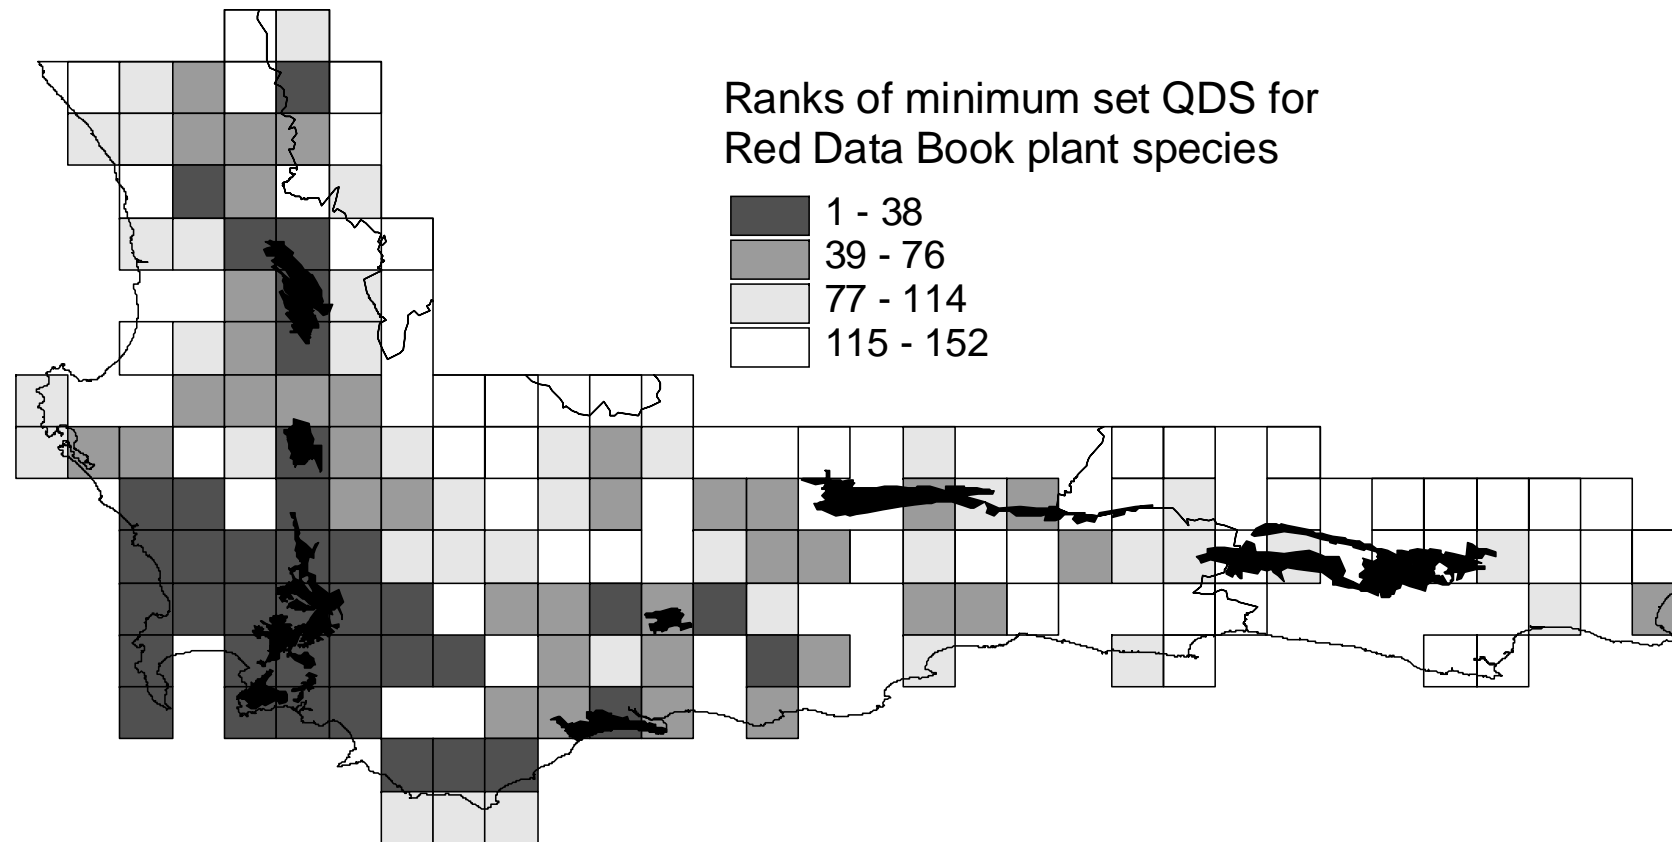 Ranks of minimum set QDS for
Red Data Book plant species
1 - 38
39 - 76
77 - 114
115 - 152